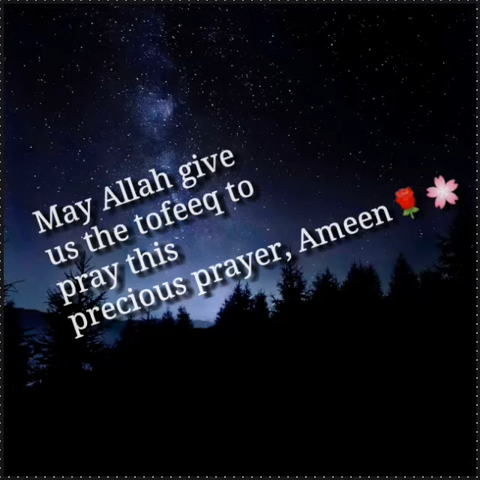 May Allah give
us the tofeeq to
pray this
precious prayer, Ameen🌹🌸